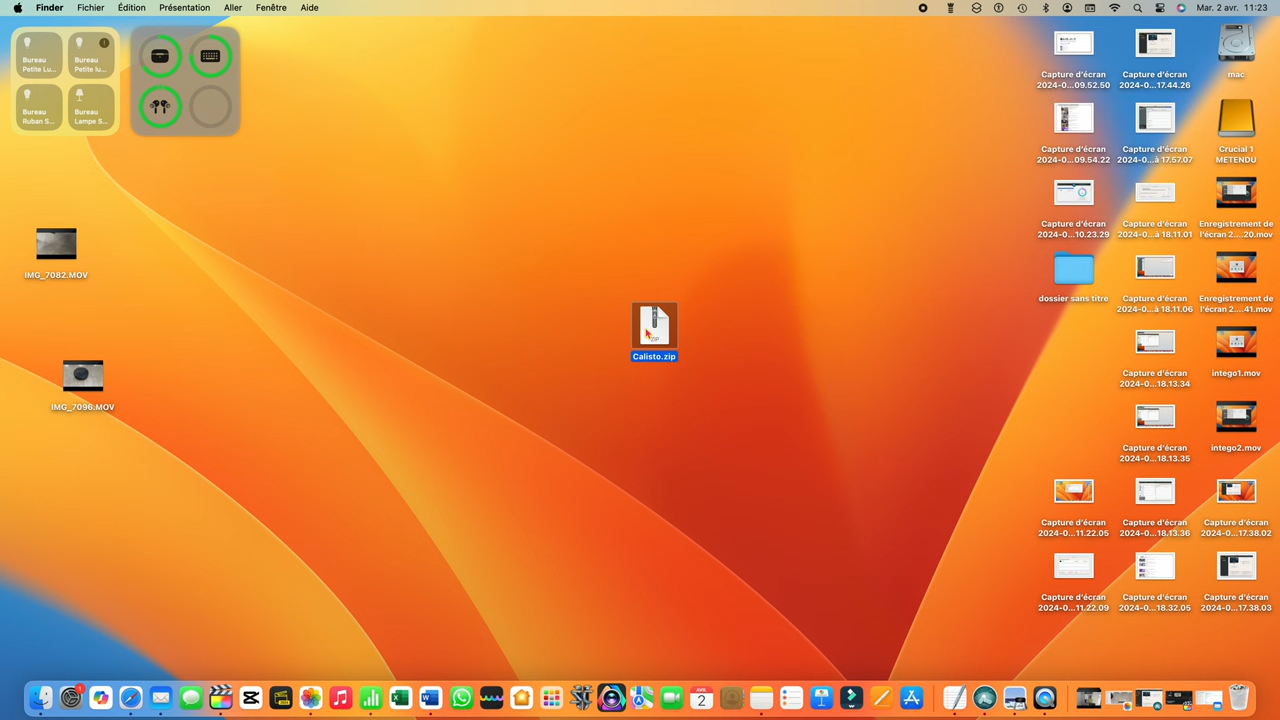 Finder Fichier Édition Présentation Aller Fenêtre Aide
Mar. 2 avr. 11:23
Bureau
Petite Lu...
Bureau
Petite lu...
Bureau
Ruban S...
Bureau
Lampe S...
IMG_7082.MOV
IMG_7096.MOV
ZIP
Calisto.zip
Capture d'écran
2024-0...09.52.50
Capture d'écran
2024-0...17.44.26
mac
Capture d'écran
2024-0...09.54.22
Capture d'écran
2024-0...à 17.57.07
Crucial 1
METENDU
Capture d'écran
2024-0...10.23.29
Capture d'écran
2024-0...à 18.11.01
Enregistrement de
l'écran 2....20.mov
dossier sans titre
Capture d'écran
2024-0...à 18.11.06
Enregistrement de
l'écran 2....41.mov
Capture d'écran
2024-0...18.13.34
intego1.mov
Capture d'écran
2024-0...18.13.35
intego2.mov
Capture d'écran
2024-0...11.22.05
Capture d'écran
2024-0...18.13.36
Capture d'écran
2024-0...17.38.02
Capture d'écran
2024-0...11.22.09
Capture d'écran
2024-0...18.32.05
Capture d'écran
2024-0...17.38.03
1
AVR.
2